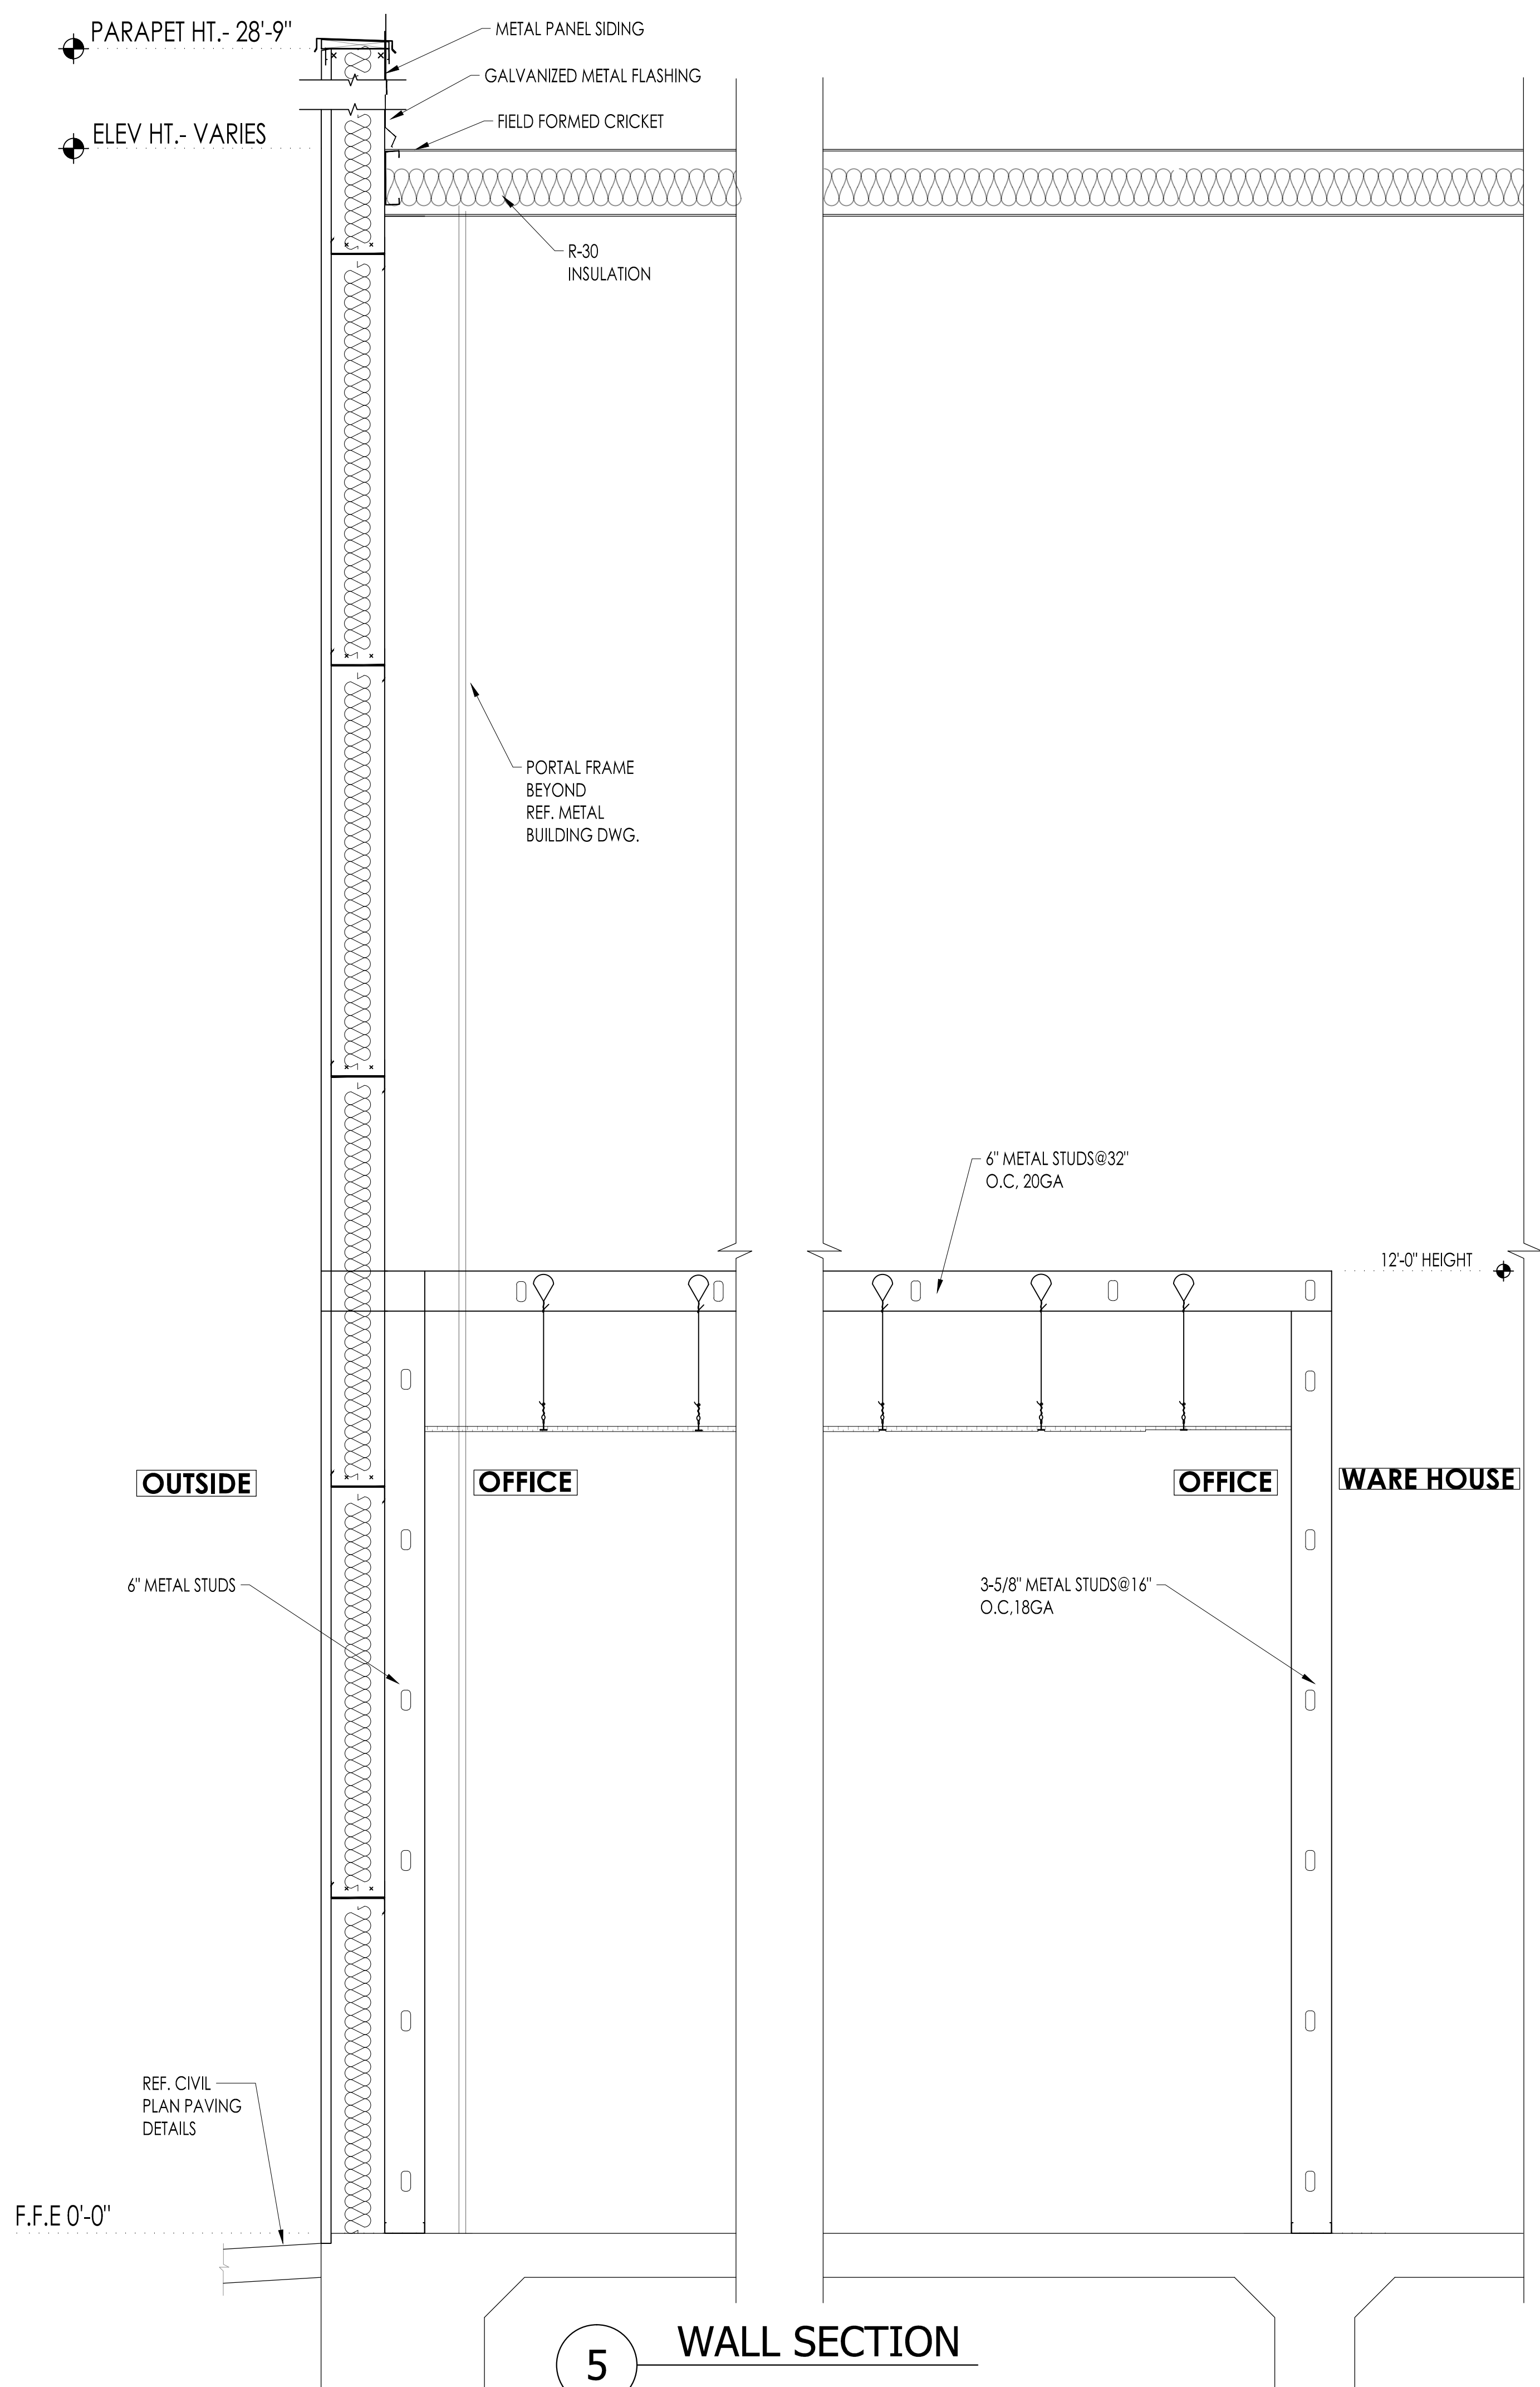 PARAPET HT.- 28'-9"
METAL PANEL SIDING
GALVANIZED METAL FLASHING
FIELD FORMED CRICKET
ELEV HT.- VARIES
R-30
INSULATION
PORTAL FRAME
BEYOND
REF. METAL
BUILDING DWG.
6" METAL STUDS@32"
O.C, 20GA
12'-0" HEIGHT
OUTSIDE
OFFICE
OFFICE
WARE HOUSE
6" METAL STUDS
3-5/8" METAL STUDS@16"
O.C,18GA
REF. CIVIL
PLAN PAVING
DETAILS
F.F.E 0'-0"
5
WALL SECTION